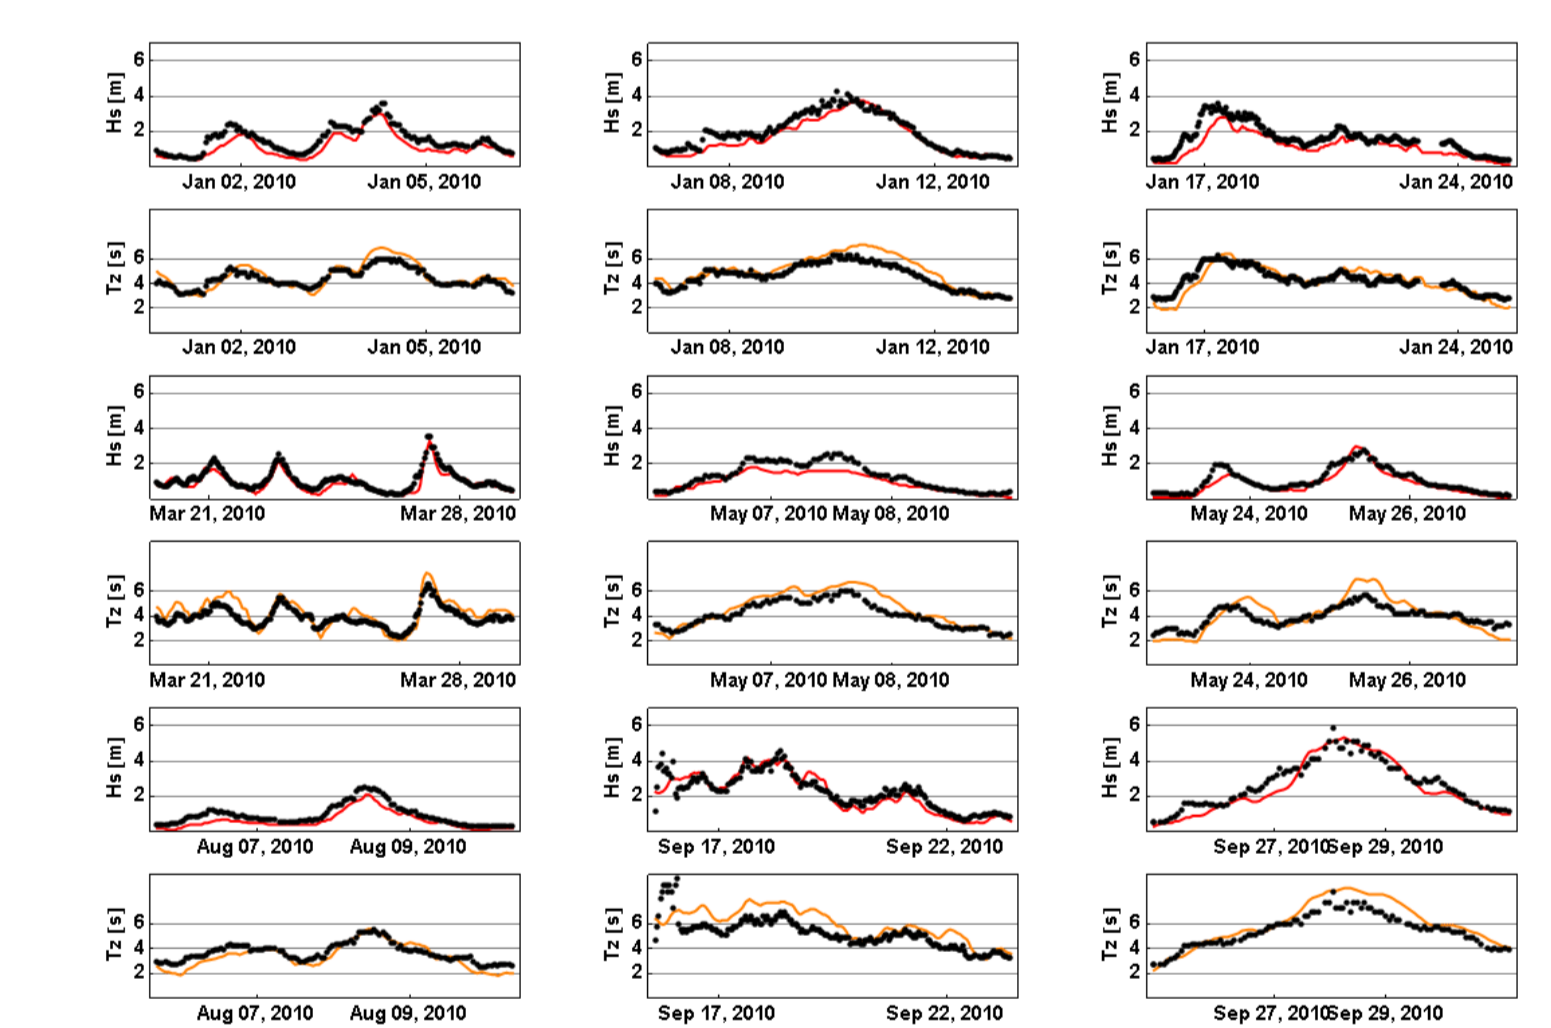 Hs [m] 6 4 2 Hs [m] 6 4 2 Hs [m] 6 4 2
Jan 02, 2010 Jan 05, 2010 Jan 08, 2010 Jan 12, 2010 Jan 17, 2010 Jan 24, 2010
Tz [s] 6 4 2 Tz [s] 6 4 2 Tz [s] 6 4 2
Jan 02, 2010 Jan 05, 2010 Jan 08, 2010 Jan 12, 2010 Jan 17, 2010 Jan 24, 2010
Hs [m] 6 4 2 Hs [m] 6 4 2 Hs [m] 6 4 2
Mar 21, 2010 Mar 28, 2010 May 07, 2010 May 08, 2010 May 24, 2010 May 26, 2010
Tz [s] 6 4 2 Tz [s] 6 4 2 Tz [s] 6 4 2
Mar 21, 2010 Mar 28, 2010 May 07, 2010 May 08, 2010 May 24, 2010 May 26, 2010
Hs [m] 6 4 2 Hs [m] 6 4 2 Hs [m] 6 4 2
Aug 07, 2010 Aug 09, 2010 Sep 17, 2010 Sep 22, 2010 Sep 27, 2010 Sep 29, 2010
Tz [s] 6 4 2 Tz [s] 6 4 2 Tz [s] 6 4 2
Aug 07, 2010 Aug 09, 2010 Sep 17, 2010 Sep 22, 2010 Sep 27, 2010 Sep 29, 2010